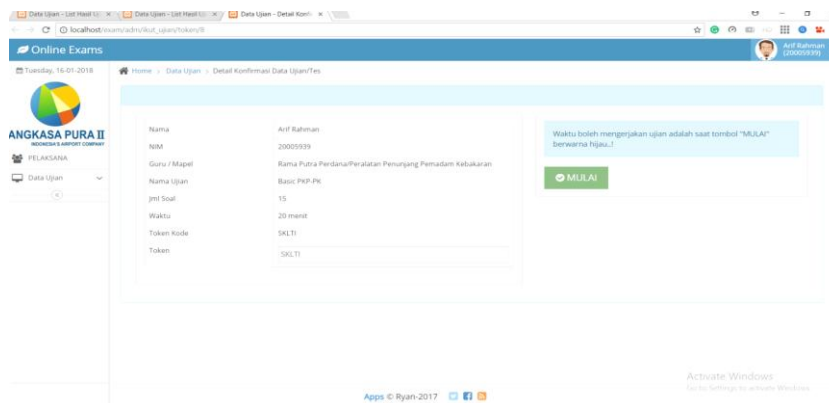 Data Ujian - List Hasil Uj
Data Ujian - List Hasil Uj
Data Ujian - Detail Konfi
localhost/exam/adm/ikut_ujian/token/8
Online Exams
Arif Rahman
(20005939)
Tuesday, 16-01-2018
Home
Data Ujian
Detail Konfirmasi Data Ujian/Tes
ANGKASA PURA II
INDONESIA'S AIRPORT COMPANY
PELAKSANA
Data Ujian
Nama Arif Rahman
NIM 20005939
Guru / Mapel Rama Putra Perdana/Peralatan Penunjang Pemadam Kebakaran
Nama Ujian Basic PKP-PK
Jml Soal 15
Waktu 20 menit
Token Kode SKLTI
Token SKLTI
Waktu boleh mengerjakan ujian adalah saat tombol "MULAI"
berwarna hijau..!
MULAI
Activate Windows
Go to Settings to activate Windows.
Apps © Ryan-2017